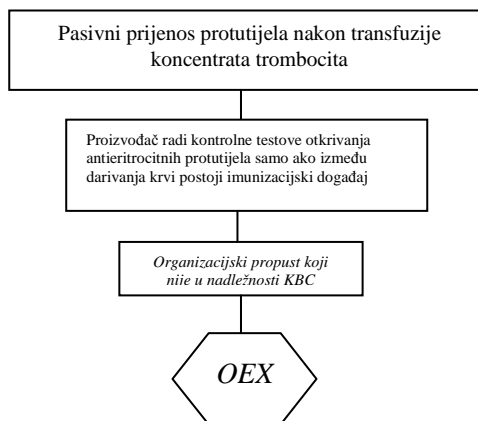 Pasivni prijenos protutijela nakon transfuzije
koncentrata trombocita
Proizvođač radi kontrolne testove otkrivanja
antieritrocitnih protutijela samo ako između
darivanja krvi postoji imunizacijski događaj
Organizacijski propust koji
nije u nadležnosti KBC
OEX